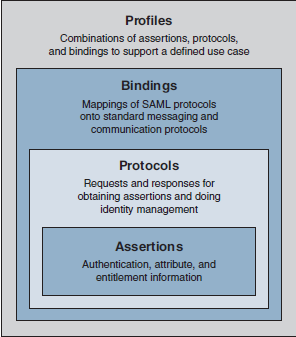 Profiles
Combinations of assertions, protocols,
and bindings to support a defined use case
Bindings
Mappings of SAML protocols
onto standard messaging and
communication protocols
Protocols
Requests and responses for
obtaining assertions and doing
identity management
Assertions
Authentication, attribute, and
entitlement information